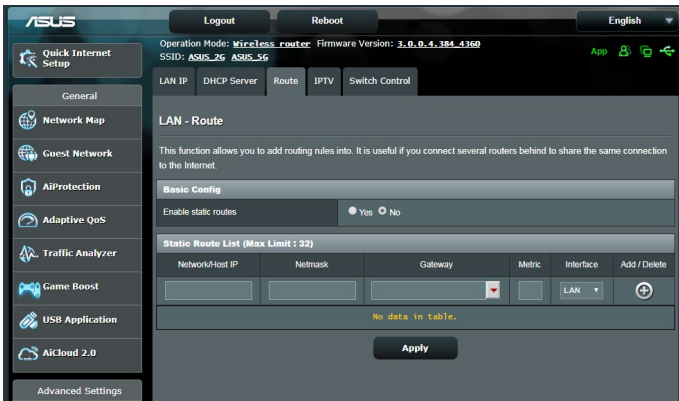 ASUS
Logout
Reboot
English
Quick Internet
Setup
Operation Mode: Wireless router Firmware Version: 3.0.0.4.384_4360
SSID: ASUS_2G ASUS_5G
App
LAN IP
DHCP Server
Route
IPTV
Switch Control
General
Network Map
Guest Network
AiProtection
Adaptive QoS
Traffic Analyzer
Game Boost
USB Application
AiCloud 2.0
Advanced Settings
LAN - Route
This function allows you to add routing rules into. It is useful if you connect several routers behind to share the same connection
to the Internet.
Basic Config
Enable static routes
Yes No
Static Route List (Max Limit : 32)
Network/Host IP
Netmask
Gateway
Metric
Interface
Add / Delete
LAN
No data in table.
Apply